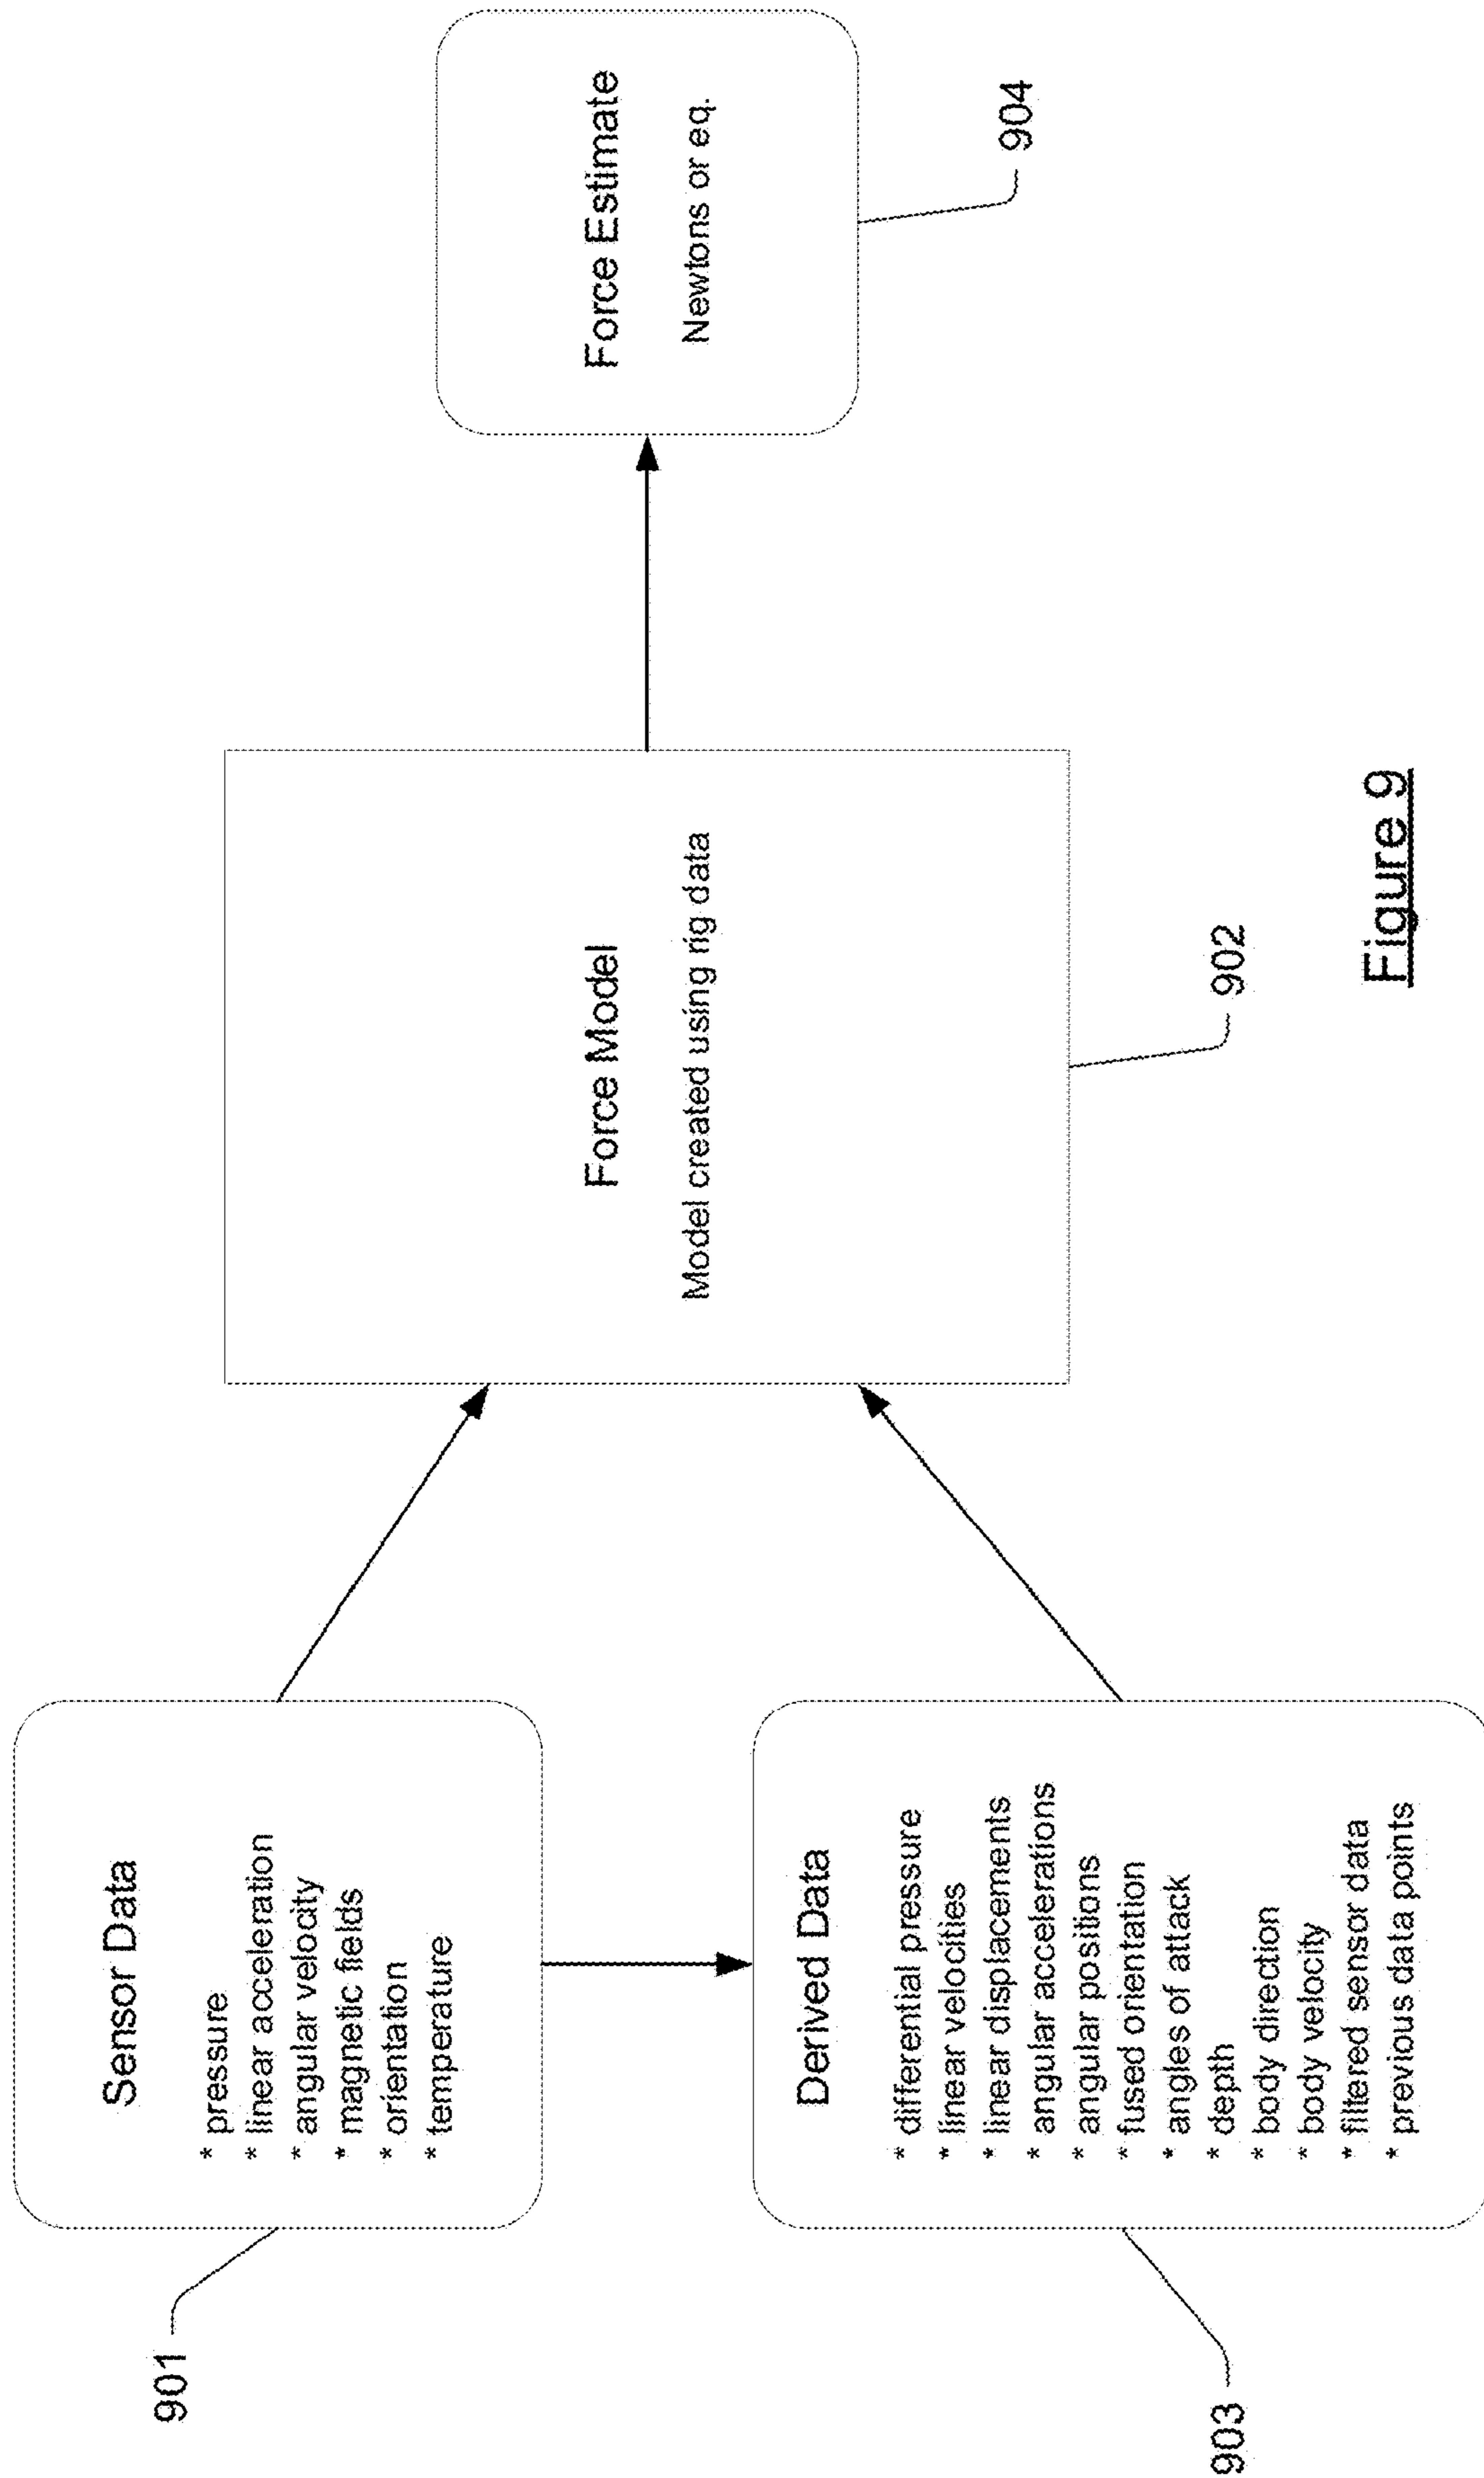 901
Sensor Data
* pressure
* linear acceleration
* angular velocity
* magnetic fields
* orientation
* temperature
903
Derived Data
* differential pressure
* linear velocities
* linear displacements
* angular accelerations
* angular positions
* fused orientation
* angles of attack
* depth
* body direction
* body velocity
* filtered sensor data
* previous data points
Force Model
Model created using rig data
902
Force Estimate
Newtons or eq.
904
Figure 9